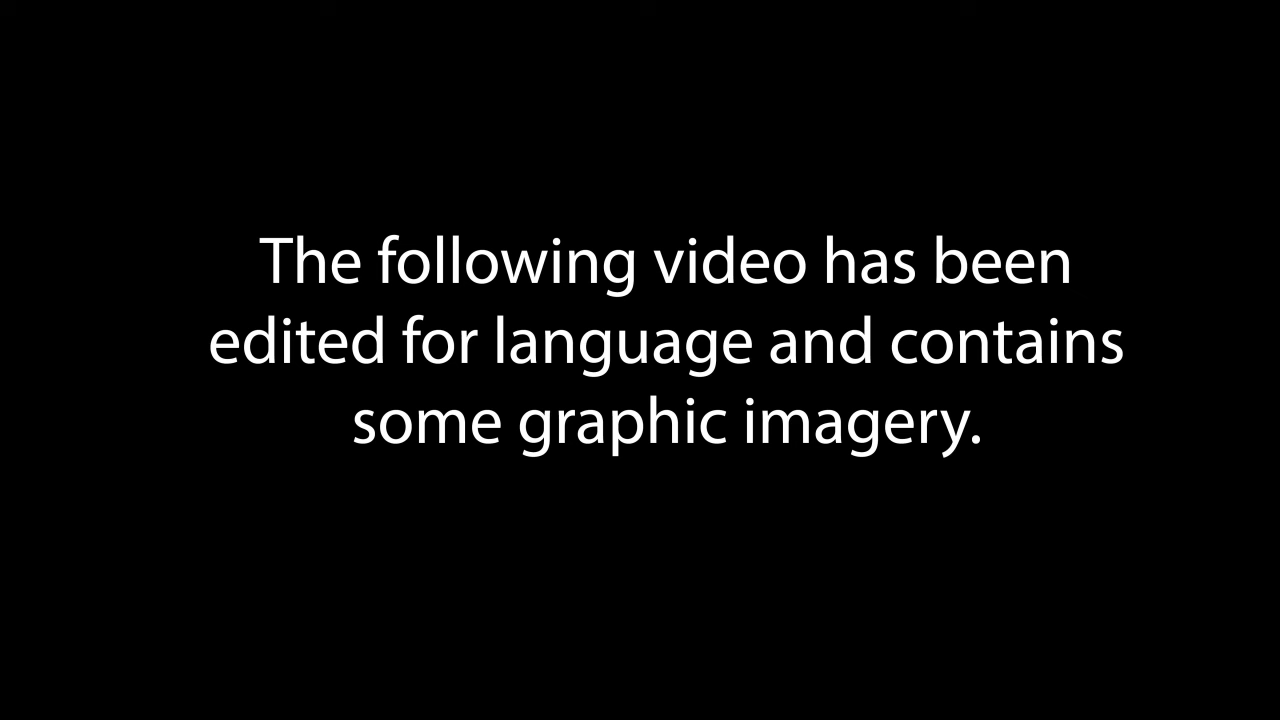 The following video has been
edited for language and contains
some graphic imagery.